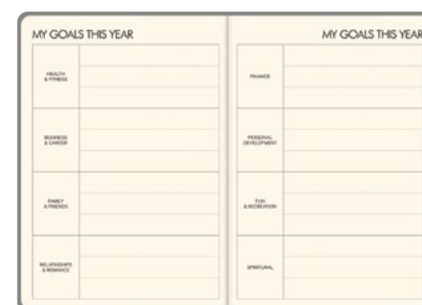 MY GOALS THIS YEAR
HEALTH
& FITNESS
BUSINESS
& CAREER
FAMILY
& FRIENDS
RELATIONSHIPS
& ROMANCE
MY GOALS THIS YEAR
FINANCE
PERSONAL
DEVELOPMENT
FUN
& RECREATION
SPIRITUAL